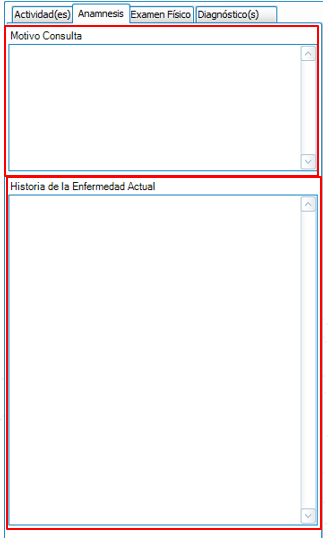 Actividad(es) Anamnesis Examen Físico Diagnóstico(s)
Motivo Consulta
Historia de la Enfermedad Actual